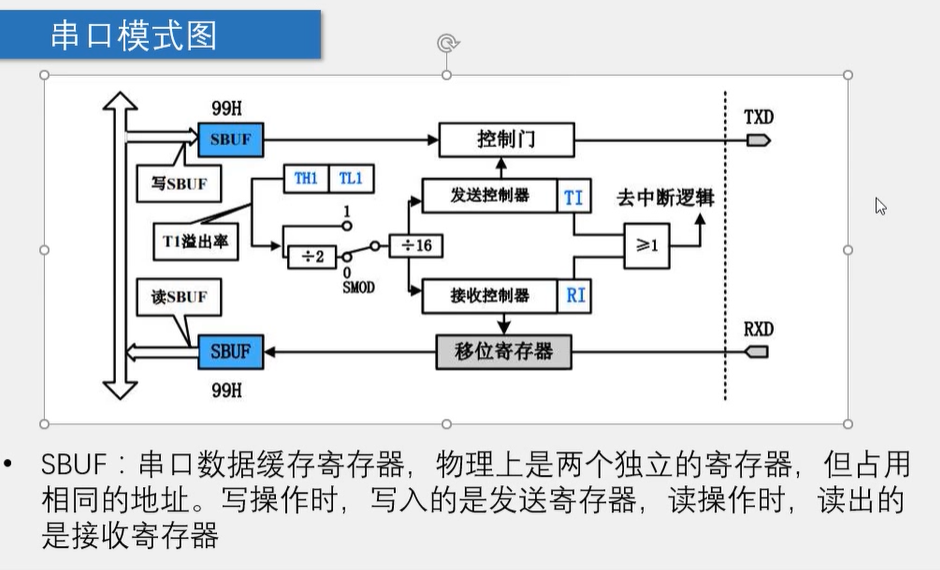 串口模式图
99H
TXD
SBUF
控制门
写SBUF
TH1 TL1
发送控制器 TI
去中断逻辑
T1溢出率
1
÷2
÷16
≥1
0
SMOD
读SBUF
接收控制器 RI
RXD
SBUF
移位寄存器
99H
• SBUF：串口数据缓存寄存器，物理上是两个独立的寄存器，但占用
相同的地址。写操作时，写入的是发送寄存器，读操作时，读出的
是接收寄存器